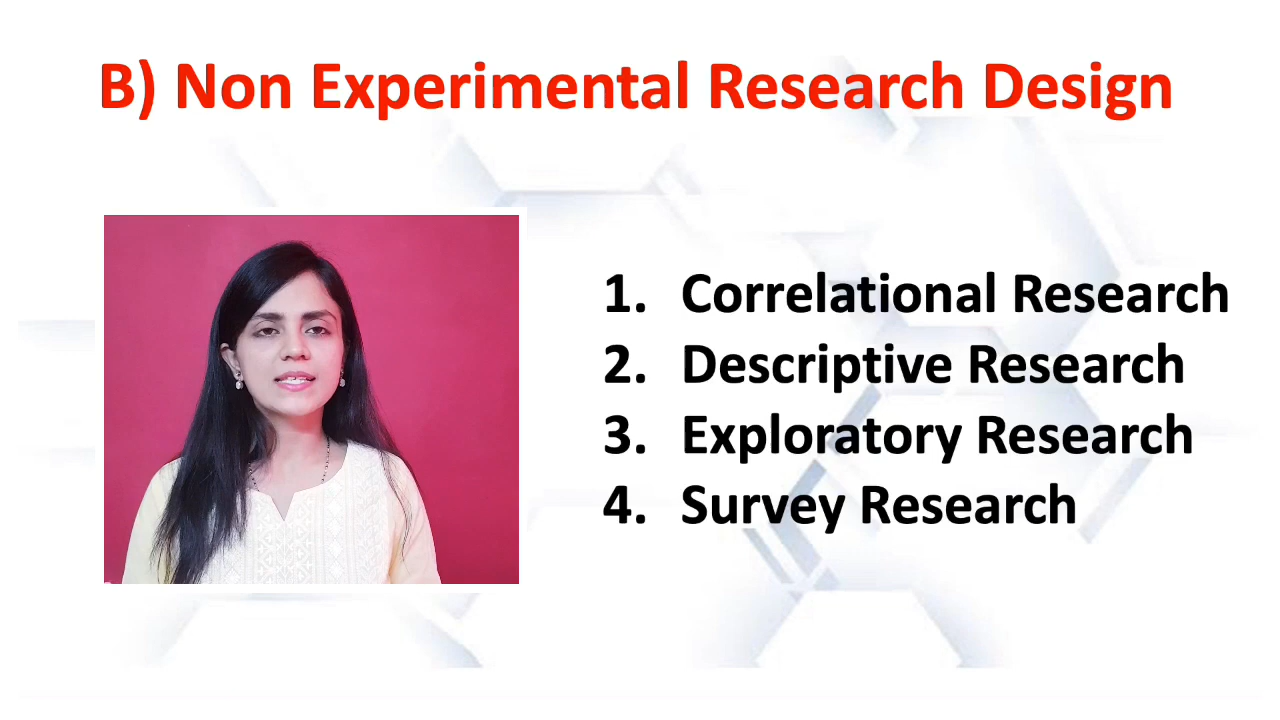 B) Non Experimental Research Design
1. Correlational Research
2. Descriptive Research
3. Exploratory Research
4. Survey Research